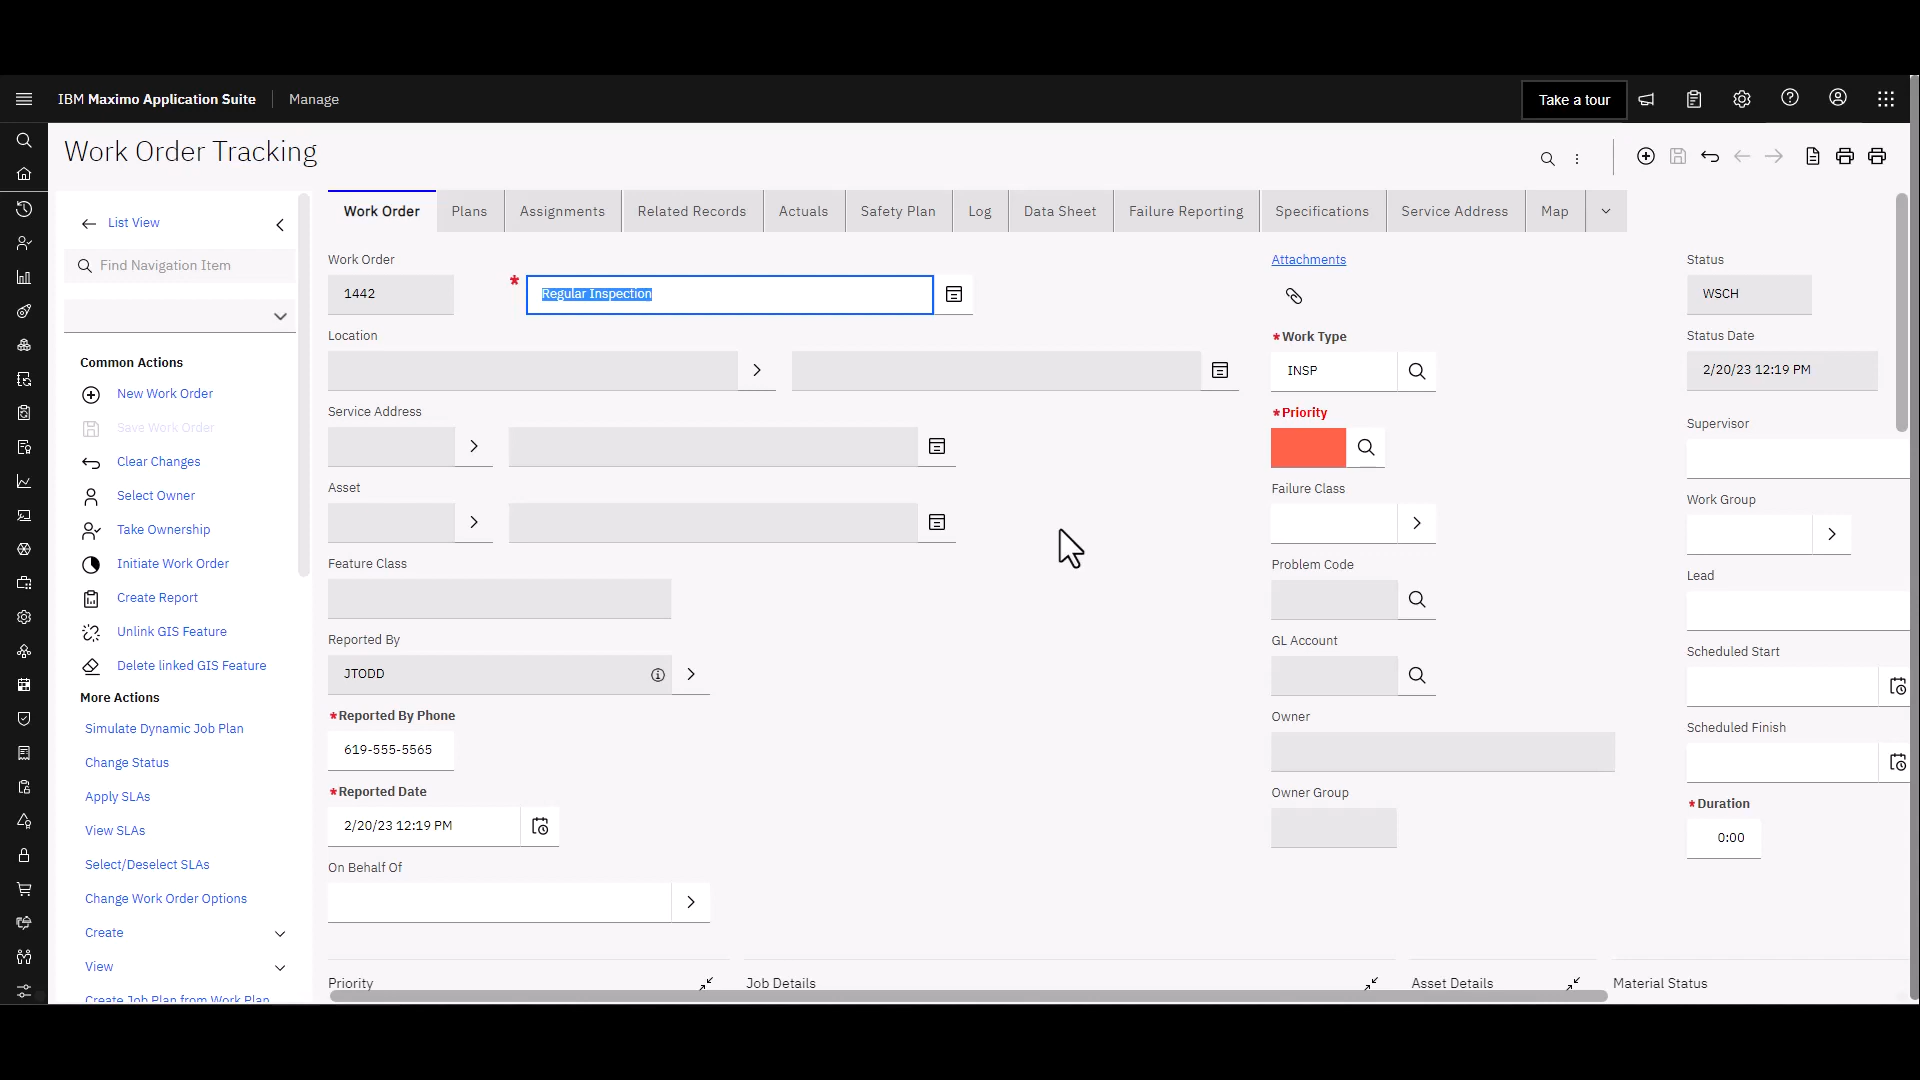 IBM Maximo Application Suite
Manage
Take a tour
Work Order Tracking
List View
Find Navigation Item
Common Actions
New Work Order
Save Work Order
Clear Changes
Select Owner
Take Ownership
Initiate Work Order
Create Report
Unlink GIS Feature
Delete linked GIS Feature
More Actions
Simulate Dynamic Job Plan
Change Status
Apply SLAs
View SLAs
Select/Deselect SLAs
Change Work Order Options
Create
View
Create Job Plan from Work Plan
Work Order
Plans
Assignments
Related Records
Actuals
Safety Plan
Log
Data Sheet
Failure Reporting
Specifications
Service Address
Map
Work Order
1442
* Regular Inspection
Location
Service Address
Asset
Feature Class
Reported By
JTODD
*Reported By Phone
619-555-5565
*Reported Date
2/20/23 12:19 PM
On Behalf Of
Attachments
*Work Type
INSP
*Priority
Failure Class
Problem Code
GL Account
Owner
Owner Group
Status
WSCH
Status Date
2/20/23 12:19 PM
Supervisor
Work Group
Lead
Scheduled Start
Scheduled Finish
*Duration
0:00
Priority
Job Details
Asset Details
Material Status